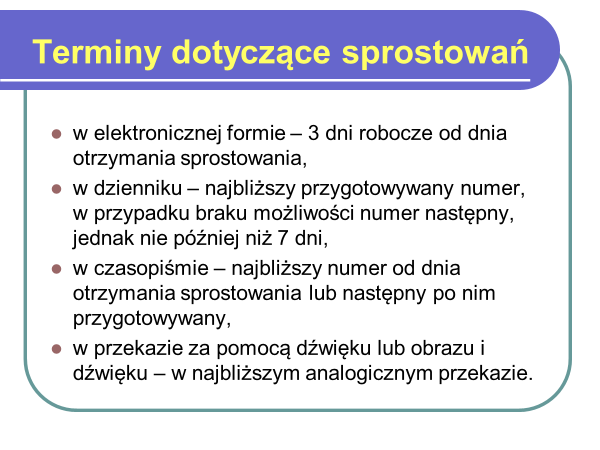 Terminy dotyczące sprostowań
w elektronicznej formie – 3 dni robocze od dnia
otrzymania sprostowania,
w dzienniku – najbliższy przygotowywany numer,
w przypadku braku możliwości numer następny,
jednak nie później niż 7 dni,
w czasopiśmie – najbliższy numer od dnia
otrzymania sprostowania lub następny po nim
przygotowywany,
w przekazie za pomocą dźwięku lub obrazu i
dźwięku – w najbliższym analogicznym przekazie.